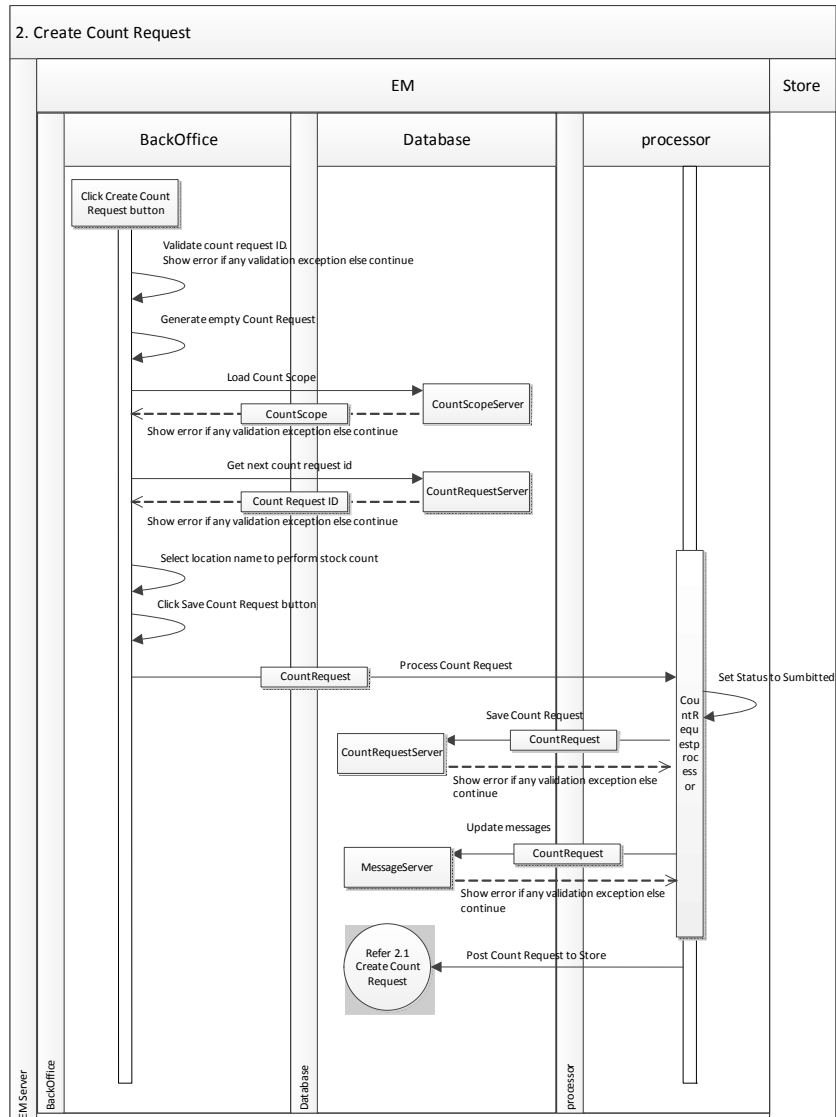 2. Create Count Request
EM
Store
BackOffice
Database
processor
Click Create Count
Request button
Validate count request ID.
Show error if any validation exception else continue
Generate empty Count Request
Load Count Scope
CountScopeServer
CountScope
Show error if any validation exception else continue
Get next count request id
CountRequestServer
Count Request ID
Show error if any validation exception else continue
Select location name to perform stock count
Click Save Count Request button
CountRequest
Process Count Request
Set Status to Sumbitted
Cou
ntR
equ
estp
roc
ess
or
Save Count Request
CountRequest
CountRequestServer
Show error if any validation exception else
continue
Update messages
CountRequest
MessageServer
Show error if any validation exception else
continue
Refer 2.1
Create Count
Request
Post Count Request to Store
EM Server
BackOffice
Database
processor